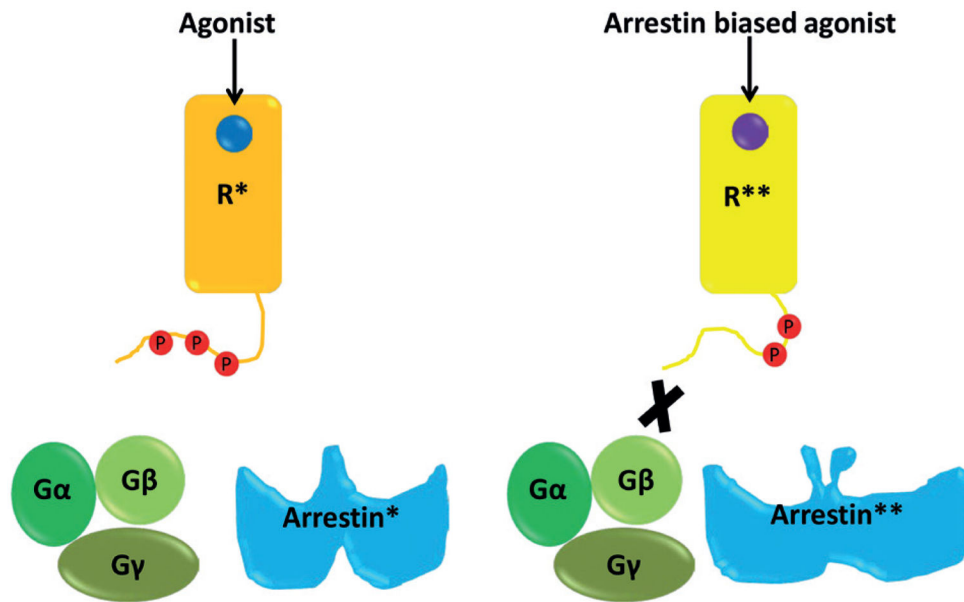 Agonist
R*
P P P
Gα
Gβ
Gγ
Arrestin*
Arrestin biased agonist
R**
P
P
Gα
Gβ
Gγ
Arrestin**